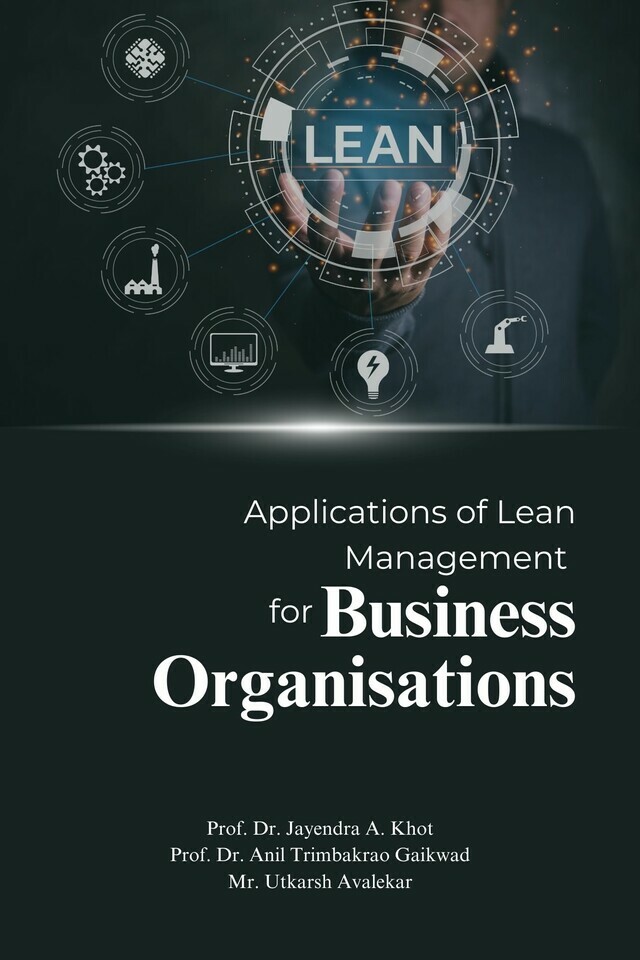 LEAN
Applications of Lean
Management
for Business
Organisations
Prof. Dr. Jayendra A. Khot
Prof. Dr. Anil Trimbakrao Gaikwad
Mr. Utkarsh Avalekar